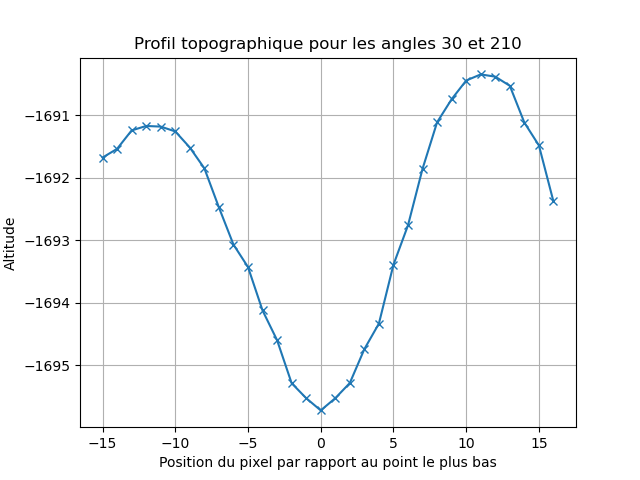 Profil topographique pour les angles 30 et 210
Altitude
−1691
−1692
−1693
−1694
−1695
−15 −10 −5 0 5 10 15
Position du pixel par rapport au point le plus bas